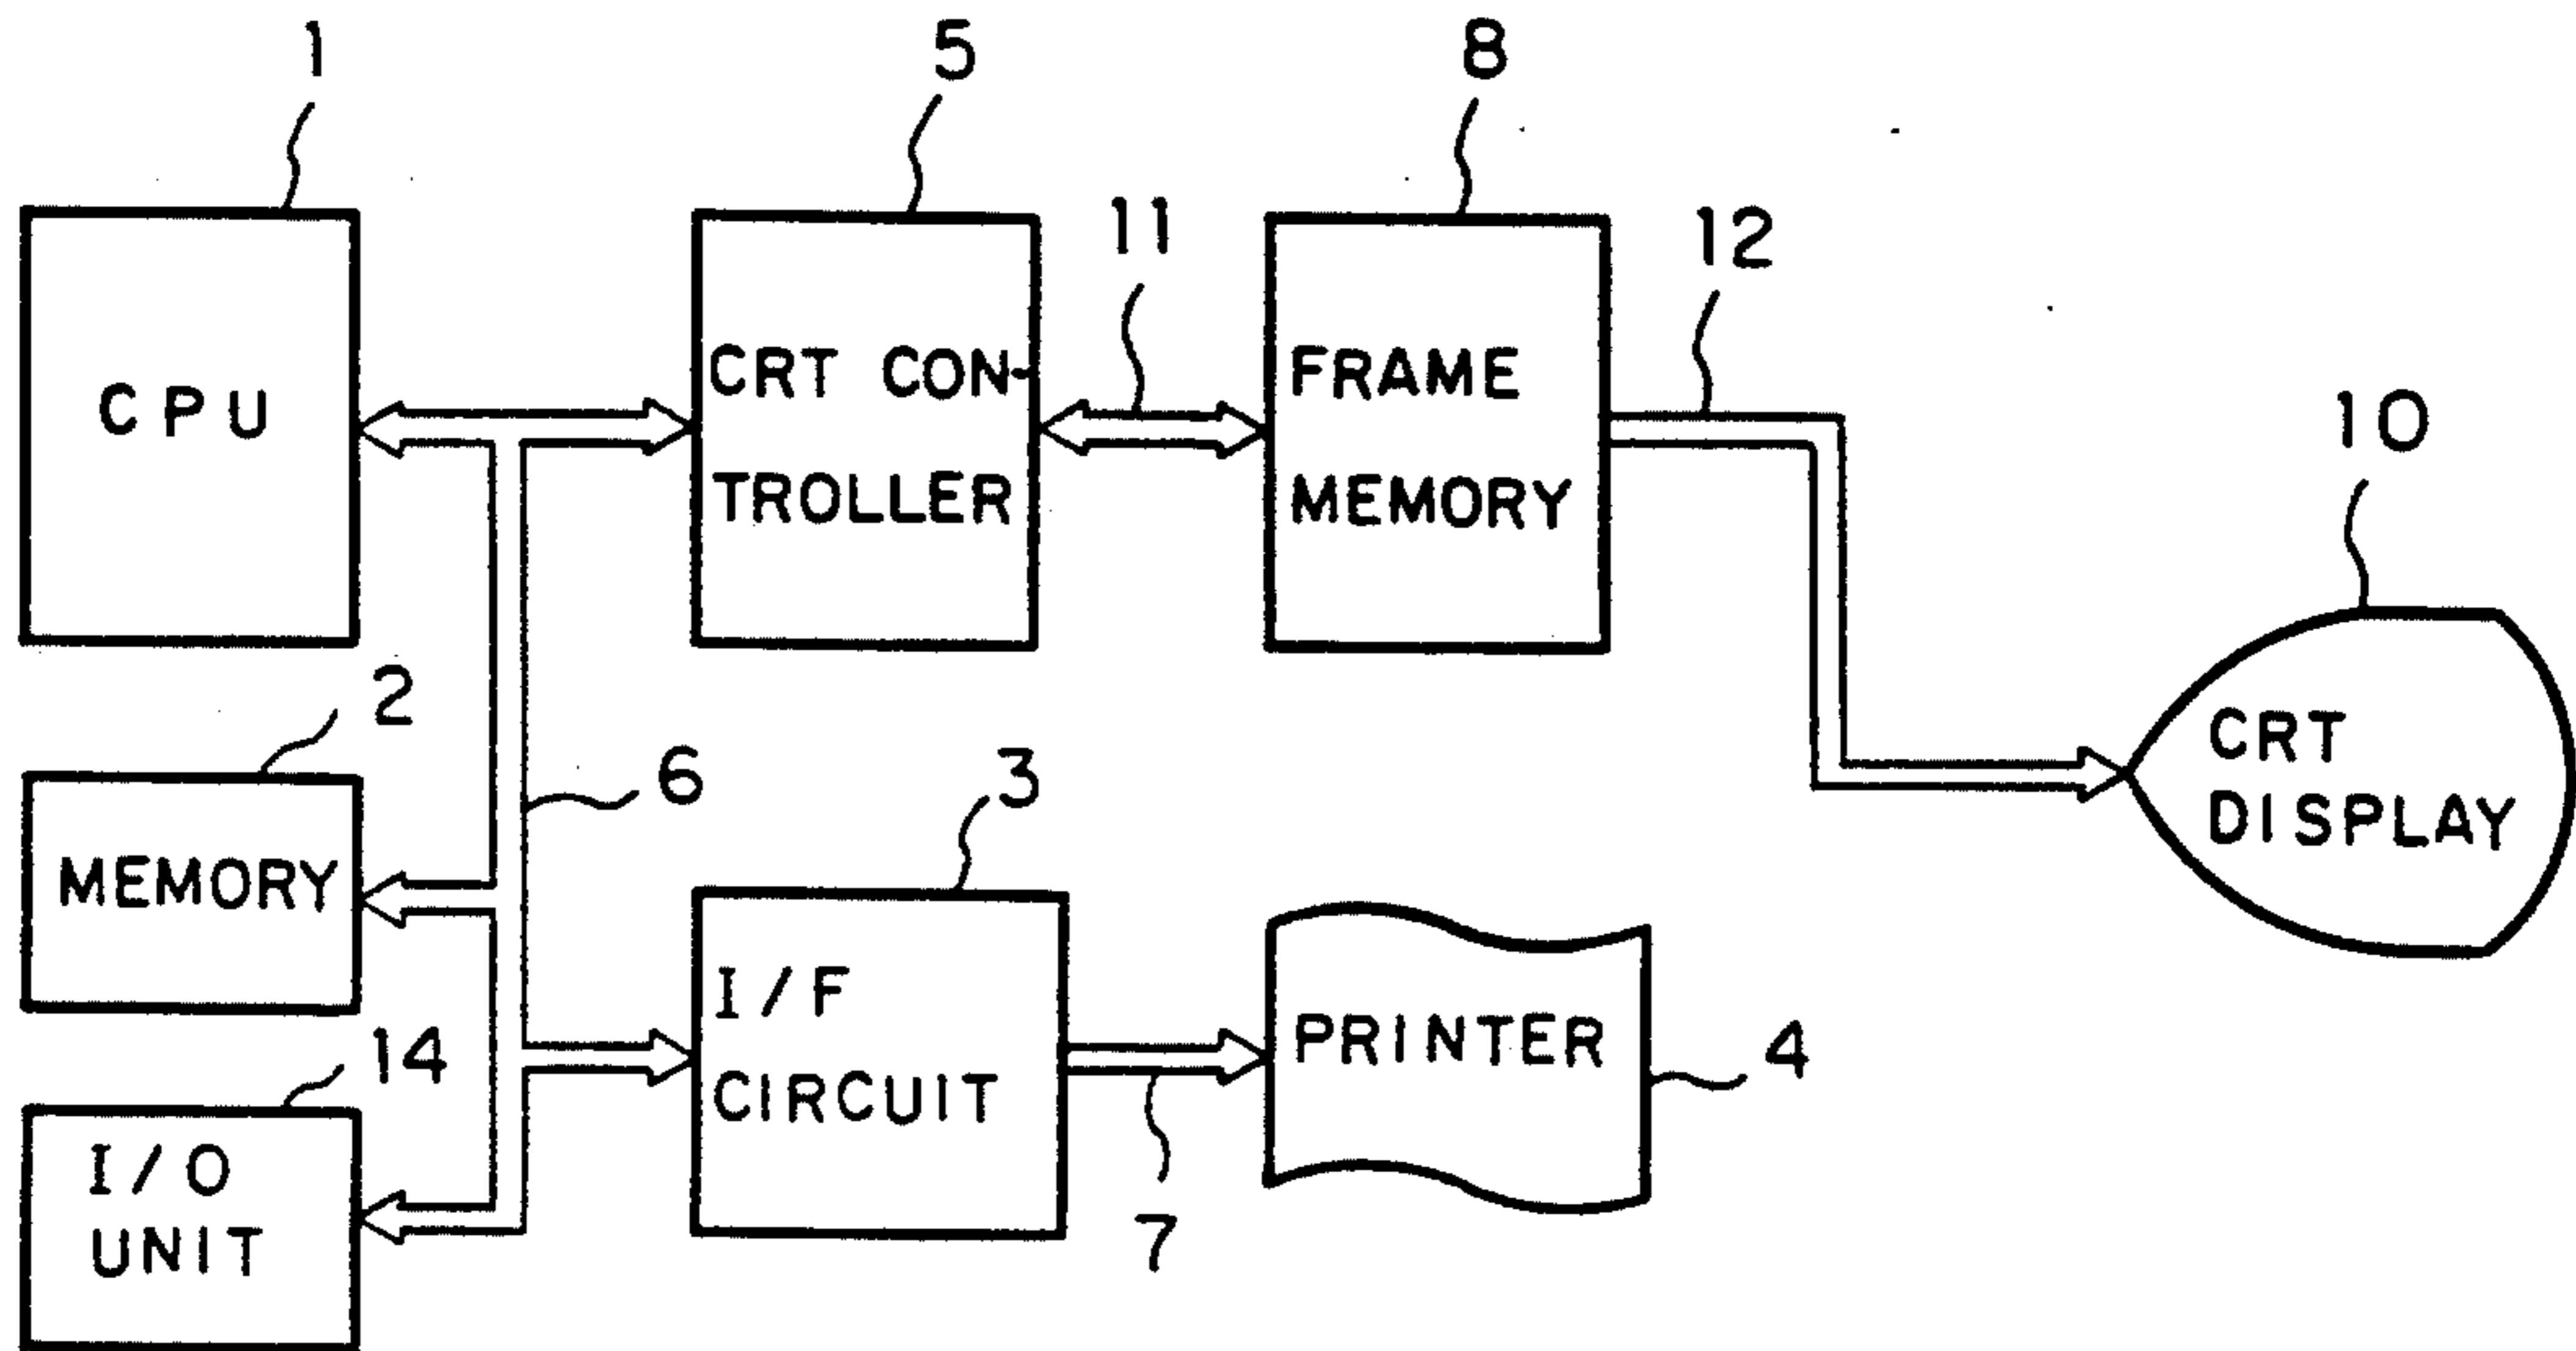 1
5
8
11
12
CPU
CRT CON-
TROLLER
FRAME
MEMORY
10
2
6
3
CRT
DISPLAY
MEMORY
I/F
CIRCUIT
PRINTER
4
14
I/O
UNIT
7